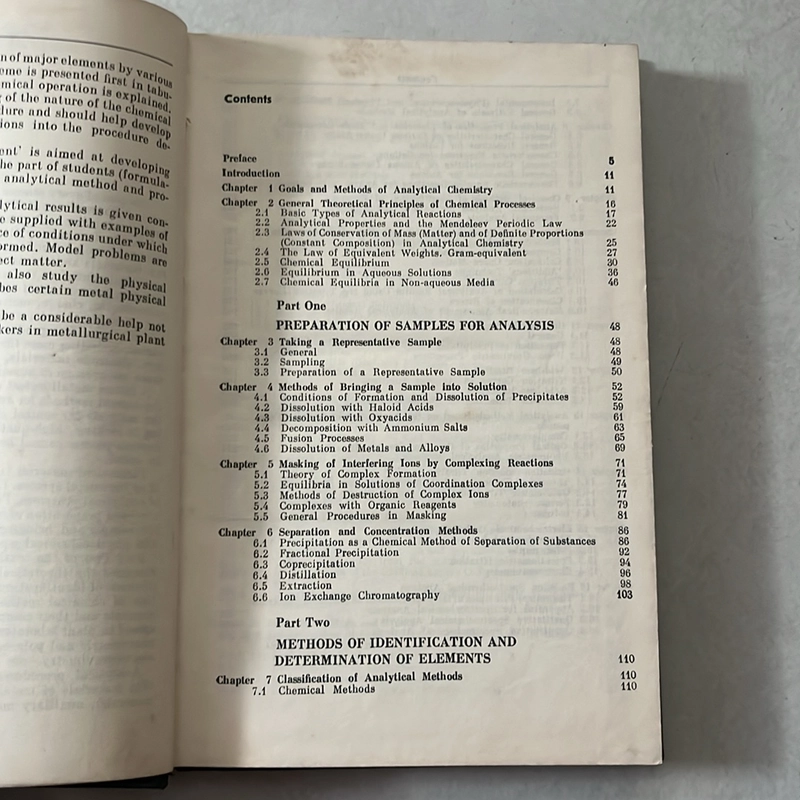 n of major elements by various
eme is presented first in tabu-
mical operation is explained,
g of the nature of the chemical
dure and should help develop
ions into the procedure de-
ent' is aimed at developing
he part of students (formula-
analytical method and pro-
lytical results is given con-
e supplied with examples of
re of conditions under which
ormed. Model problems are
ect matter.
also study the physical
bes certain metal physical
be a considerable help not
kers in metallurgical plant
Contents
Preface 5
Introduction 11
Chapter 1 Goals and Methods of Analytical Chemistry 11
Chapter 2 General Theoretical Principles of Chemical Processes 16
2.1 Basic Types of Analytical Reactions 17
2.2 Analytical Properties and the Mendeleev Periodic Law 22
2.3 Laws of Conservation of Mass (Matter) and of Definite Proportions
(Constant Composition) in Analytical Chemistry 25
2.4 The Law of Equivalent Weights. Gram-equivalent 27
2.5 Chemical Equilibrium 30
2.6 Equilibrium in Aqueous Solutions 36
2.7 Chemical Equilibria in Non-aqueous Media 46
Part One
PREPARATION OF SAMPLES FOR ANALYSIS 48
Chapter 3 Taking a Representative Sample 48
3.1 General 48
3.2 Sampling 49
3.3 Preparation of a Representative Sample 50
Chapter 4 Methods of Bringing a Sample into Solution 52
4.1 Conditions of Formation and Dissolution of Precipitates 52
4.2 Dissolution with Haloid Acids 59
4.3 Dissolution with Oxyacids 61
4.4 Decomposition with Ammonium Salts 63
4.5 Fusion Processes 65
4.6 Dissolution of Metals and Alloys 69
Chapter 5 Masking of Interfering Ions by Complexing Reactions 71
5.1 Theory of Complex Formation 71
5.2 Equilibria in Solutions of Coordination Complexes 74
5.3 Methods of Destruction of Complex Ions 77
5.4 Complexes with Organic Reagents 79
5.5 General Procedures in Masking 81
Chapter 6 Separation and Concentration Methods 86
6.1 Precipitation as a Chemical Method of Separation of Substances 86
6.2 Fractional Precipitation 92
6.3 Coprecipitation 94
6.4 Distillation 96
6.5 Extraction 98
6.6 Ion Exchange Chromatography 103
Part Two
METHODS OF IDENTIFICATION AND
DETERMINATION OF ELEMENTS 110
Chapter 7 Classification of Analytical Methods 110
7.1 Chemical Methods 110